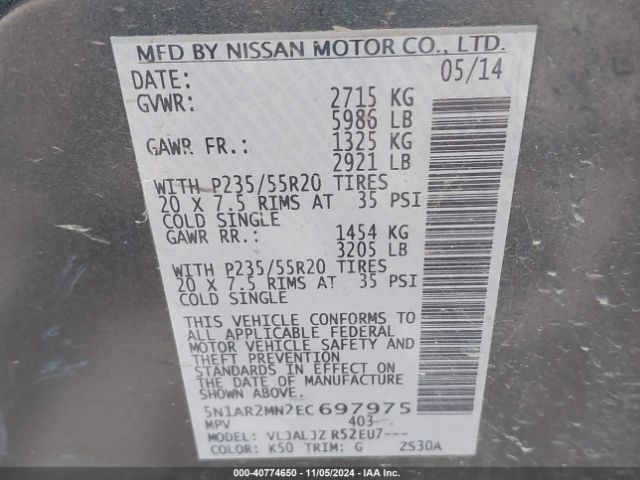 MFD BY NISSAN MOTOR CO., LTD.
DATE: 05/14
GVWR: 2715 KG
5986 LB
GAWR FR.: 1325 KG
2921 LB
WITH P235/55R20 TIRES
20 X 7.5 RIMS AT 35 PSI
COLD SINGLE
GAWR RR.: 1454 KG
3205 LB
WITH P235/55R20 TIRES
20 X 7.5 RIMS AT 35 PSI
COLD SINGLE
THIS VEHICLE CONFORMS TO
ALL APPLICABLE FEDERAL
MOTOR VEHICLE SAFETY AND
THEFT PREVENTION
STANDARDS IN EFFECT ON
THE DATE OF MANUFACTURE
SHOWN ABOVE.
5N1AR2MN2EC697975
MPV 403
MODEL: VLJALJZ R52EU7---
COLOR: K50 TRIM: G ZS30A
IAA 40774650 - 11/05/2024 - IAAI.COM